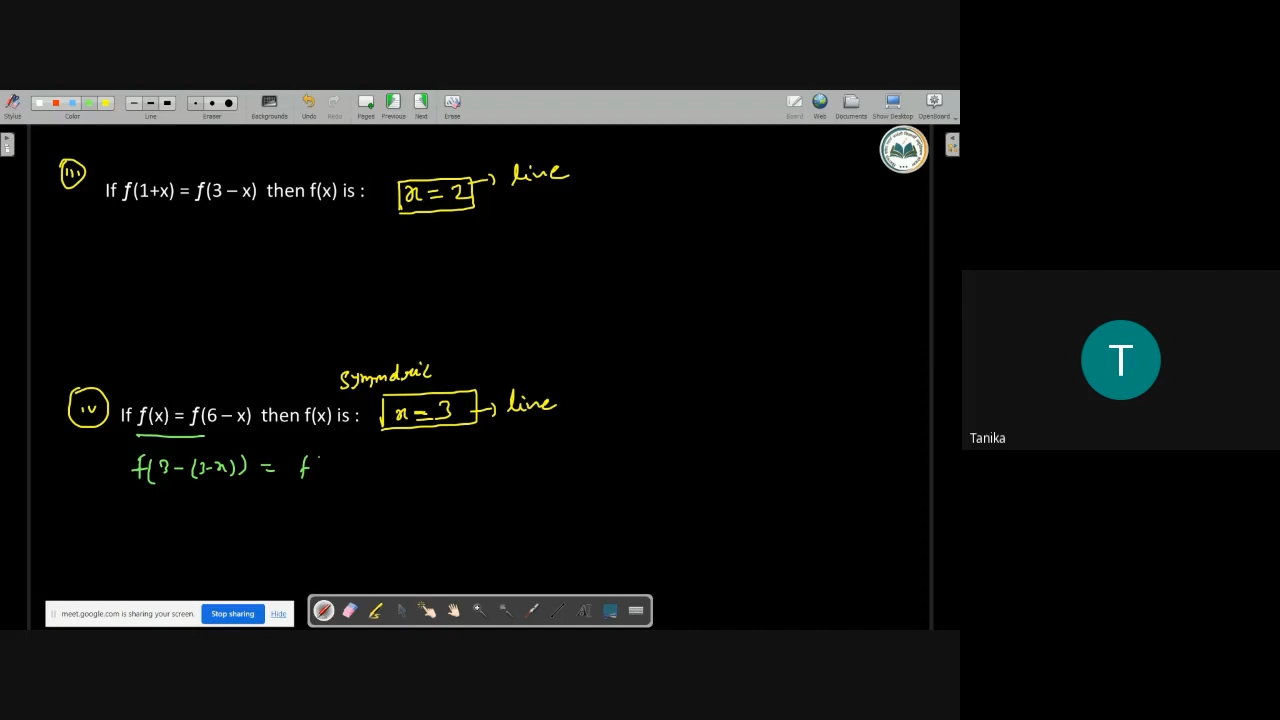 Stylus
Color
Line
Eraser
Backgrounds
Undo
Redo
Pages
Previous
Next
Erase
Board
Web
Documents
Show Desktop
OpenBoard
iii
If f(1+x) = f(3 – x) then f(x) is :
x = 2 → line
Symmdric
iv
If f(x) = f(6 – x) then f(x) is :
x = 3 → line
f(3-(3-x)) = f
meet.google.com is sharing your screen.
Stop sharing
Hide
T
Tanika